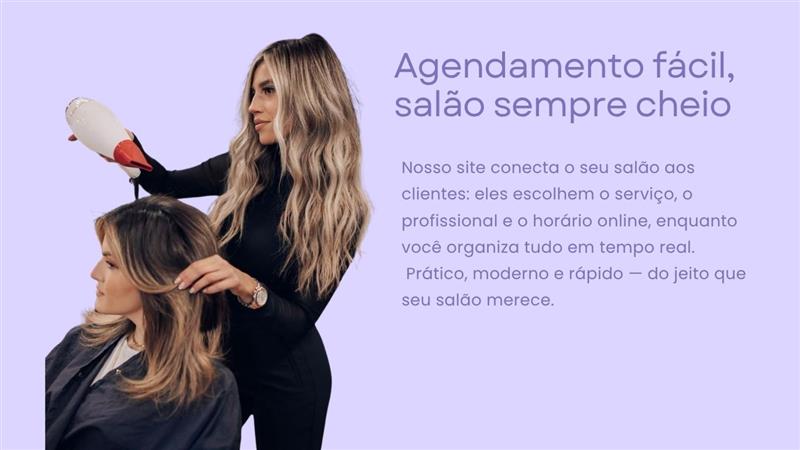 Agendamento fácil,
salão sempre cheio
Nosso site conecta o seu salão aos
clientes: eles escolhem o serviço, o
profissional e o horário online, enquanto
você organiza tudo em tempo real.
Prático, moderno e rápido — do jeito que
seu salão merece.